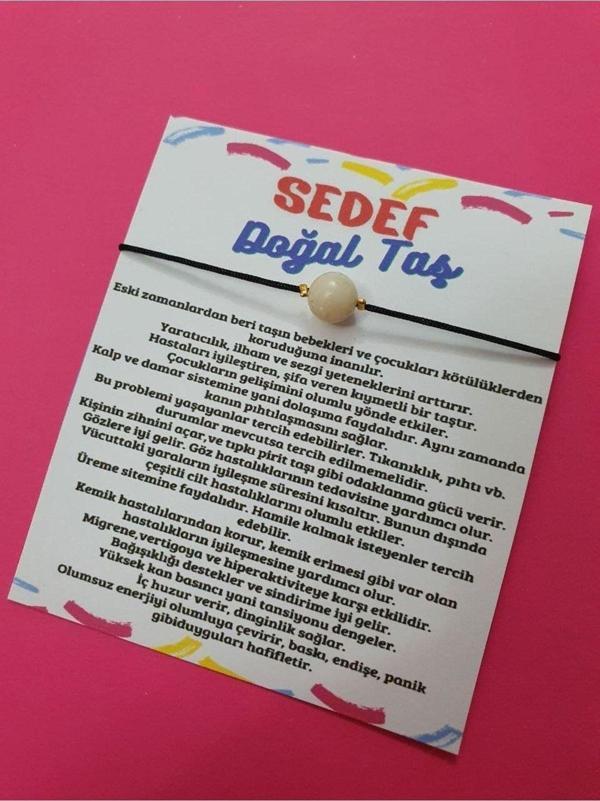 SEDEF
Doğal Taş
Eski zamanlardan beri taşın bebekleri ve çocukları kötülüklerden
koruduğuna inanılır.
Yaratıcılık, ilham ve sezgi yeteneklerini arttırır.
Hastaları iyileştiren, şifa veren kıymetli bir taştır.
Çocukların gelişimini olumlu yönde etkiler.
Kalp ve damar sistemine yani dolaşıma faydalıdır. Aynı zamanda
kanın pıhtılaşmasını sağlar.
Bu problemi yaşayanlar tercih edebilirler. Tıkanıklık, pıhtı vb.
durumlar mevcutsa tercih edilmemelidir.
Kişinin zihnini açar,ve tıpkı pirit taşı gibi odaklanma gücü verir.
Gözlere iyi gelir. Göz hastalıklarının tedavisine yardımcı olur.
Vücuttaki yaraların iyileşme süresini kısaltır. Bunun dışında
çeşitli cilt hastalıklarını olumlu etkiler.
Üreme sitemine faydalıdır. Hamile kalmak isteyenler tercih
edebilir.
Kemik hastalılarından korur, kemik erimesi gibi var olan
hastalıkların iyileşmesine yardımcı olur.
Migrene,vertigoya ve hiperaktiviteye karşı etkilidir.
Bağışıklığı destekler ve sindirime iyi gelir.
Yüksek kan basıncı yani tansiyonu dengeler.
İç huzur verir, dinginlik sağlar.
Olumsuz enerjiyi olumluya çevirir, baskı, endişe, panik
gibiduyguları hafifletir.